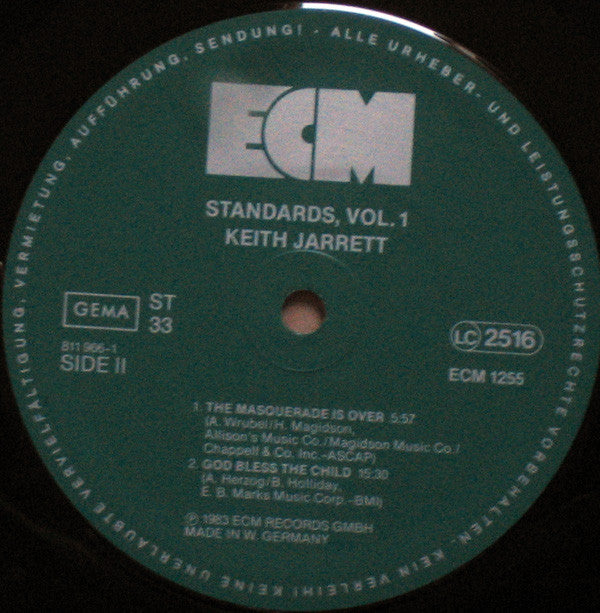 ALLE URHEBER- UND LEISTUNGSSCHUTZRECHTE VORBEHALTEN. KEIN VERLEIH! KEINE UNERLAUBTE VERVIELFÄLTIGUNG, VERMIETUNG, AUFFÜHRUNG, SENDUNG! -
ECM
STANDARDS, VOL. 1
KEITH JARRETT
GEMA
ST
33
811 966-1
SIDE II
LC 2516
ECM 1255
1. THE MASQUERADE IS OVER 5:57
(A. Wrubel/H. Magidson,
Allison's Music Co./Magidson Music Co./
Chappell & Co. Inc.-ASCAP)
2. GOD BLESS THE CHILD 15:30
(A. Herzog/B. Holliday,
E. B. Marks Music Corp.-BMI)
℗ 1983 ECM RECORDS GMBH
MADE IN W. GERMANY